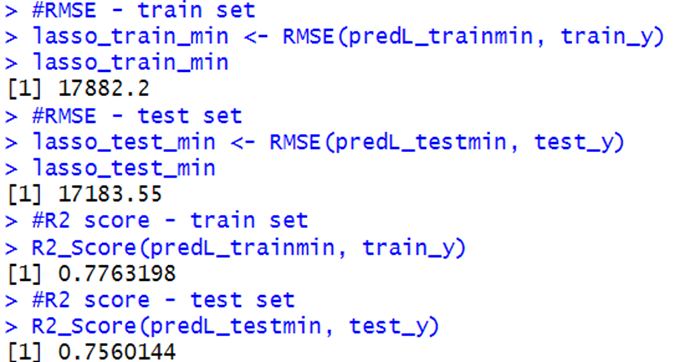 > #RMSE - train set
> lasso_train_min <- RMSE(predL_trainmin, train_y)
> lasso_train_min
[1] 17882.2
> #RMSE - test set
> lasso_test_min <- RMSE(predL_testmin, test_y)
> lasso_test_min
[1] 17183.55
> #R2 score - train set
> R2_Score(predL_trainmin, train_y)
[1] 0.7763198
> #R2 score - test set
> R2_Score(predL_testmin, test_y)
[1] 0.7560144